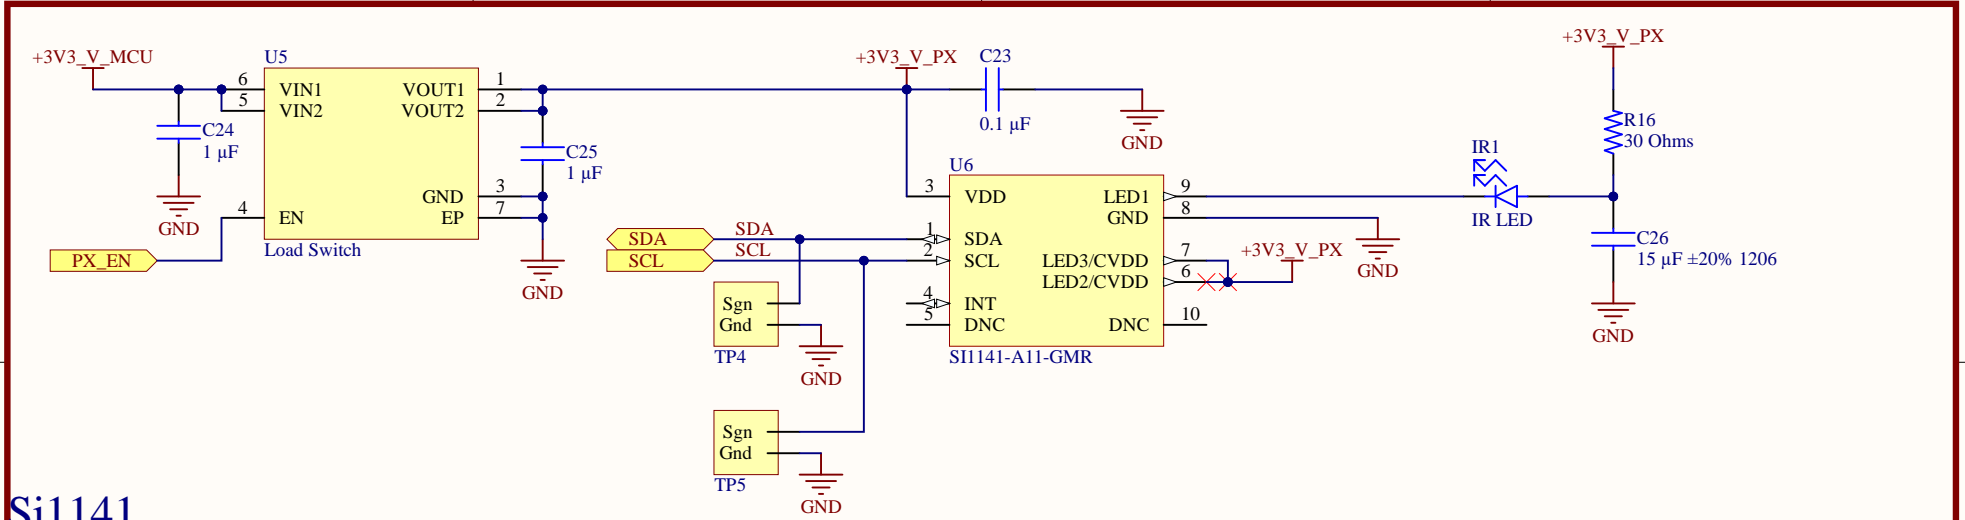 +3V3_V_MCU
U5
6
VIN1
5
VIN2
VOUT1
1
VOUT2
2
C24
1 µF
GND
GND
3
EP
7
4
EN
Load Switch
PX_EN
C25
1 µF
GND
+3V3_V_PX
C23
0.1 µF
GND
U6
3
VDD
1
SDA
2
SCL
4
INT
5
DNC
LED1
9
GND
8
LED3/CVDD
7
LED2/CVDD
6
DNC
10
SI1141-A11-GMR
SDA
SDA
SCL
SCL
Sgn
Gnd
TP4
GND
Sgn
Gnd
TP5
GND
+3V3_V_PX
GND
IR1
IR LED
+3V3_V_PX
R16
30 Ohms
C26
15 µF ±20% 1206
GND
Si1141